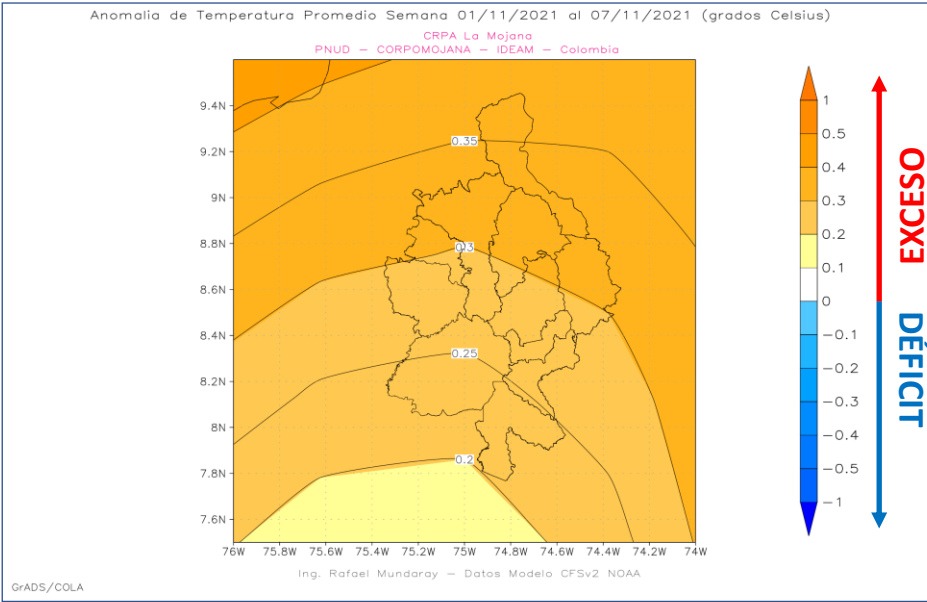 Anomalia de Temperatura Promedio Semana 01/11/2021 al 07/11/2021 (grados Celsius)
CRPA La Mojana
PNUD – CORPOMOJANA – IDEAM – Colombia
9.4N
9.2N
9N
8.8N
8.6N
8.4N
8.2N
8N
7.8N
7.6N
76W
75.8W
75.6W
75.4W
75.2W
75W
74.8W
74.6W
74.4W
74.2W
74W
0.35
0.3
0.25
0.2
1
0.5
0.4
0.3
0.2
0.1
0
−0.1
−0.2
−0.3
−0.4
−0.5
−1
EXCESO
DÉFICIT
Ing. Rafael Mundaray – Datos Modelo CFSv2 NOAA
GrADS/COLA